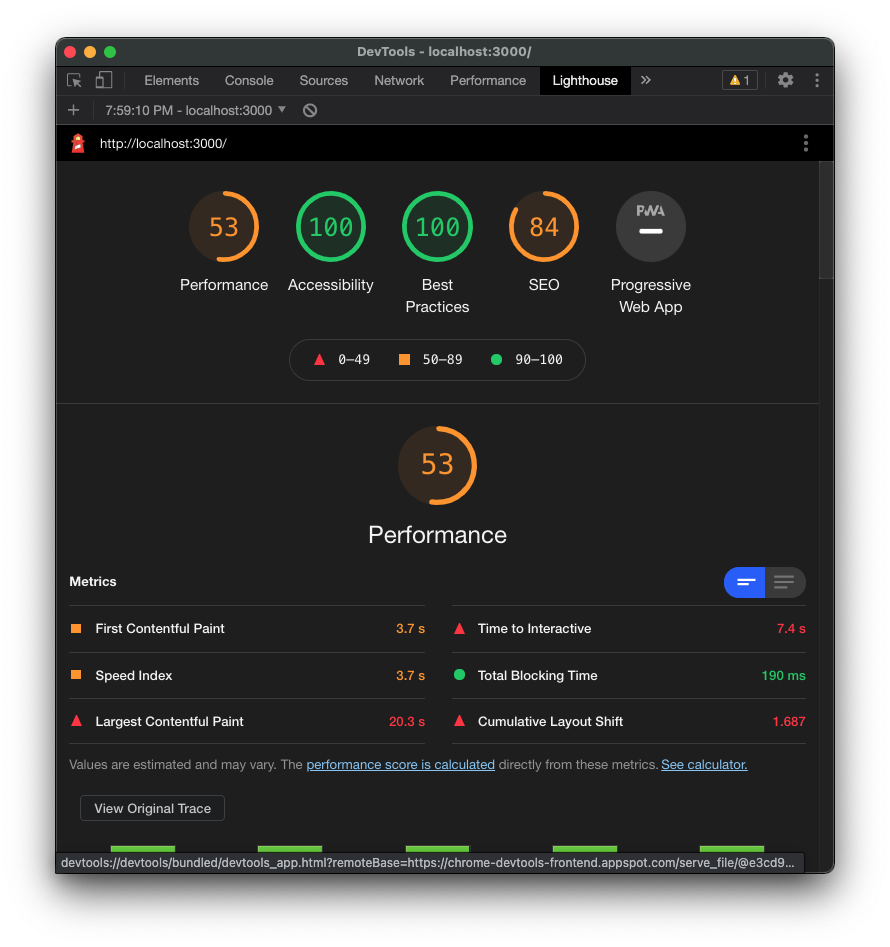 DevTools - localhost:3000/
Elements Console Sources Network Performance Lighthouse 1
7:59:10 PM - localhost:3000
http://localhost:3000/
53 100 100 84 PWA
Performance Accessibility Best Practices SEO Progressive Web App
0–49 50–89 90–100
53
Performance
Metrics
First Contentful Paint 3.7 s
Time to Interactive 7.4 s
Speed Index 3.7 s
Total Blocking Time 190 ms
Largest Contentful Paint 20.3 s
Cumulative Layout Shift 1.687
Values are estimated and may vary. The performance score is calculated directly from these metrics. See calculator.
View Original Trace
devtools://devtools/bundled/devtools_app.html?remoteBase=https://chrome-devtools-frontend.appspot.com/serve_file/@e3cd9...